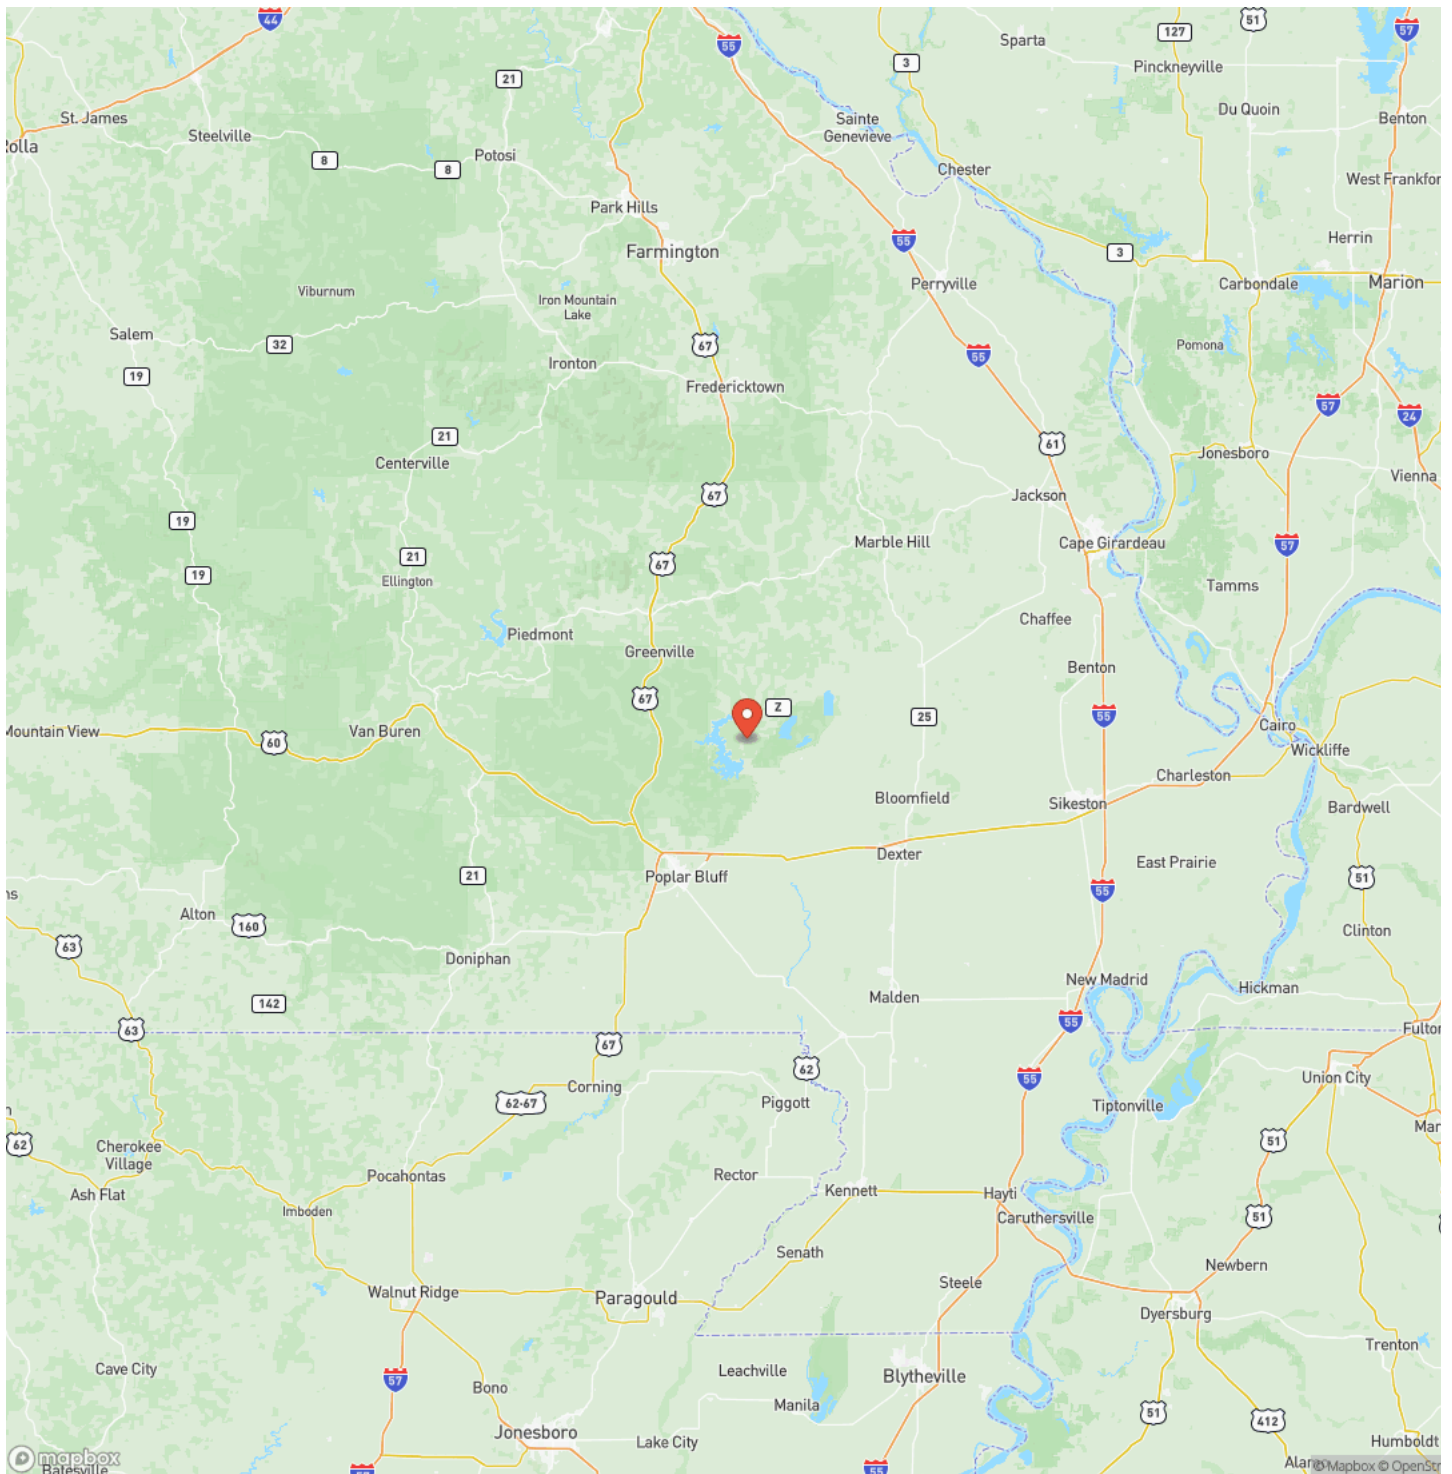 44
51
57
55
Sparta
127
3
21
Pinckneyville
St. James
Steelville
Sainte
Genevieve
Du Quoin
Benton
Rolla
8
8
Potosi
Chester
West Frankfor
Park Hills
Farmington
55
3
Herrin
Perryville
Carbondale
Marion
Viburnum
Iron Mountain
Lake
Salem
32
67
55
Pomona
Ironton
19
Fredericktown
57
24
21
61
Centerville
Jonesboro
Vienna
67
Jackson
19
Marble Hill
Cape Girardeau
57
21
67
19
Ellington
Tamms
Chaffee
Piedmont
Greenville
Benton
67
Z
25
55
Mountain View
60
Van Buren
Cairo
Wickliffe
Charleston
Bloomfield
Sikeston
Bardwell
Dexter
East Prairie
21
Poplar Bluff
55
51
ns
Alton
160
63
Clinton
Doniphan
New Madrid
142
Malden
Hickman
63
55
Fulton
67
62
55
Union City
Corning
62-67
Piggott
Tiptonville
n
62
Cherokee
Village
51
Mar
Pocahontas
Rector
Ash Flat
Kennett
Hayti
Imboden
Caruthersville
51
Senath
Newbern
Steele
Walnut Ridge
Paragould
Dyersburg
Trenton
Cave City
Leachville
57
Blytheville
Bono
Manila
51
412
Jonesboro
Lake City
Humboldt
mapbox
Batesville
57
55
Alamo
© Mapbox © OpenStr